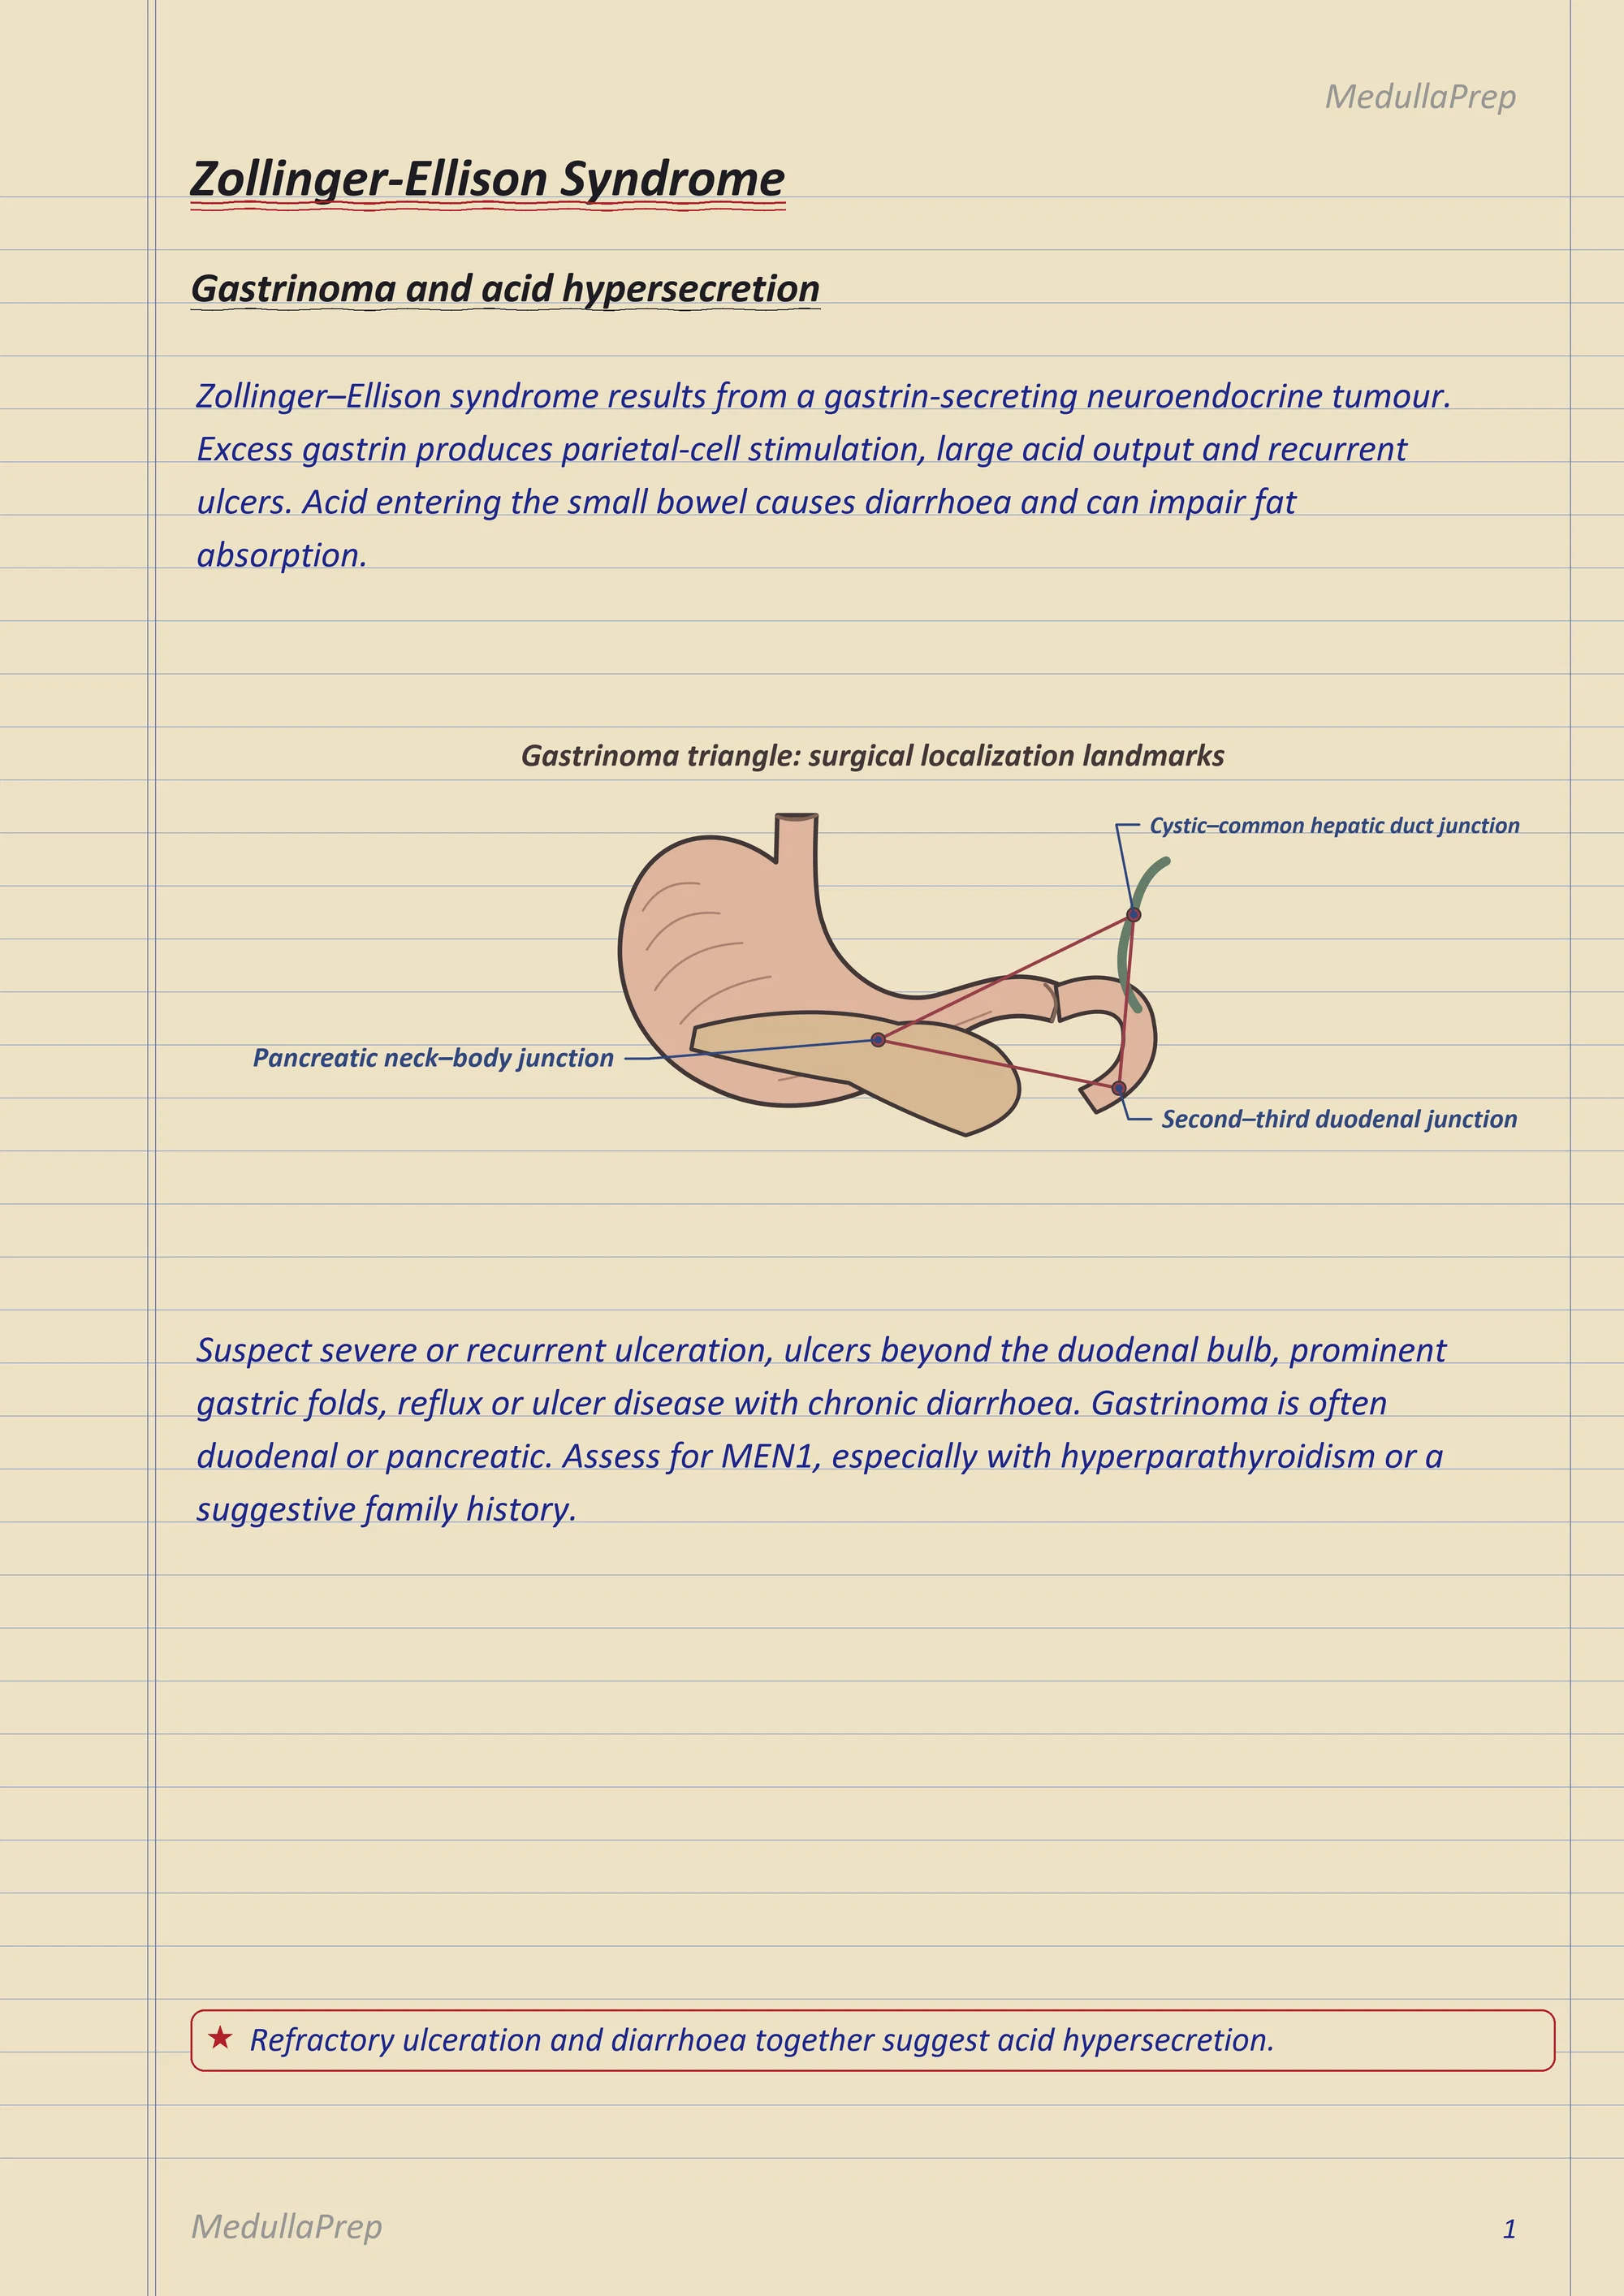 MedullaPrep
Zollinger-Ellison Syndrome
Gastrinoma and acid hypersecretion
Zollinger–Ellison syndrome results from a gastrin-secreting neuroendocrine tumour.
Excess gastrin produces parietal-cell stimulation, large acid output and recurrent
ulcers. Acid entering the small bowel causes diarrhoea and can impair fat
absorption.
Gastrinoma triangle: surgical localization landmarks
Cystic–common hepatic duct junction
Pancreatic neck–body junction
Second–third duodenal junction
Suspect severe or recurrent ulceration, ulcers beyond the duodenal bulb, prominent
gastric folds, reflux or ulcer disease with chronic diarrhoea. Gastrinoma is often
duodenal or pancreatic. Assess for MEN1, especially with hyperparathyroidism or a
suggestive family history.
★ Refractory ulceration and diarrhoea together suggest acid hypersecretion.
MedullaPrep
1